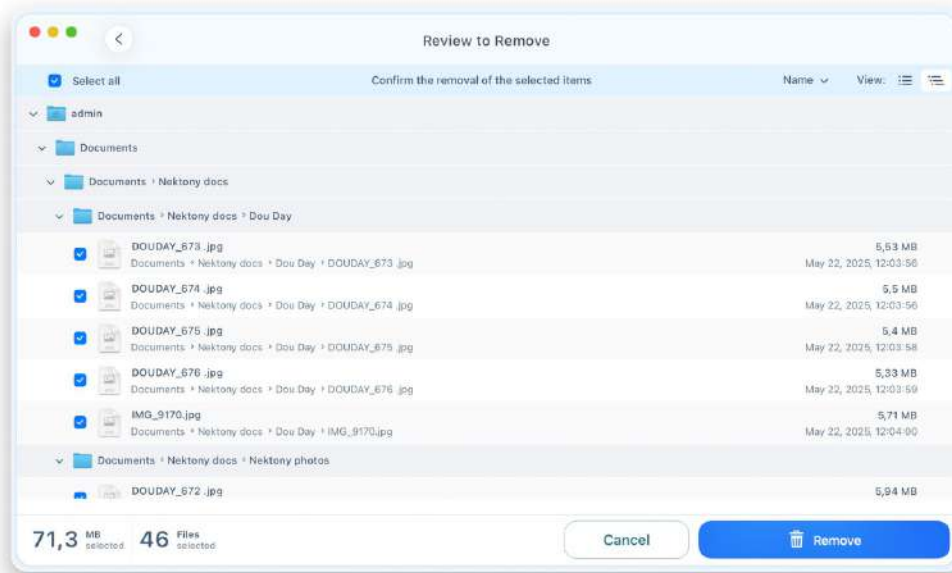 Review to Remove
Select all Confirm the removal of the selected items Name View:
admin
Documents
Documents › Nektony docs
Documents › Nektony docs › Dou Day
DOUDAY_673 .jpg 5,53 MB
Documents › Nektony docs › Dou Day › DOUDAY_673 .jpg May 22, 2025, 12:03:56
DOUDAY_674 .jpg 5,5 MB
Documents › Nektony docs › Dou Day › DOUDAY_674 .jpg May 22, 2025, 12:03:56
DOUDAY_675 .jpg 5,4 MB
Documents › Nektony docs › Dou Day › DOUDAY_675 .jpg May 22, 2025, 12:03:58
DOUDAY_676 .jpg 5,33 MB
Documents › Nektony docs › Dou Day › DOUDAY_676 .jpg May 22, 2025, 12:03:59
IMG_9170.jpg 5,71 MB
Documents › Nektony docs › Dou Day › IMG_9170.jpg May 22, 2025, 12:04:00
Documents › Nektony docs › Nektony photos
DOUDAY_672 .jpg 5,94 MB
71,3 MB selected 46 Files selected Cancel Remove